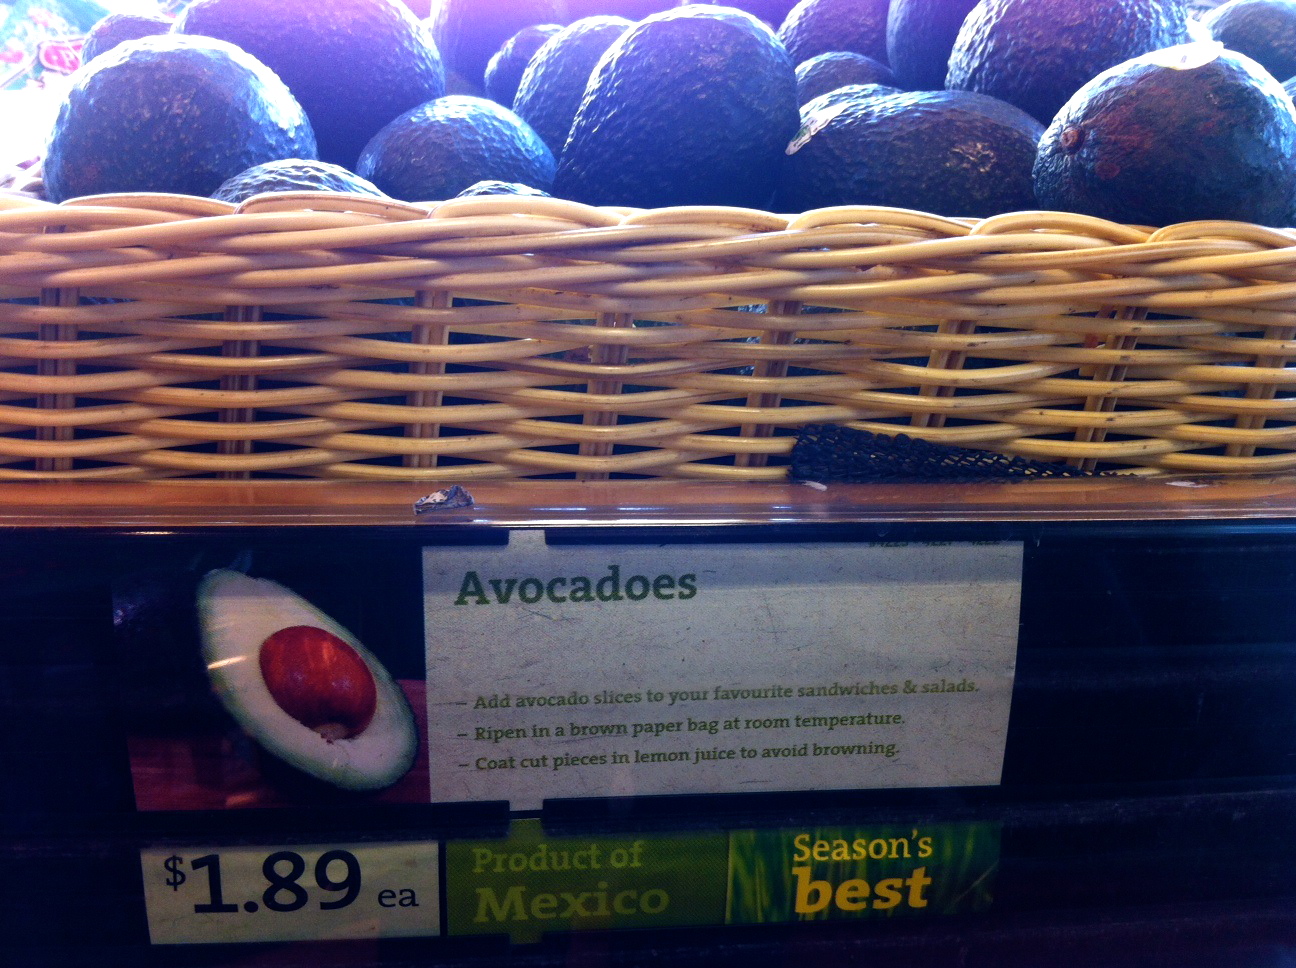 Avocadoes
– Add avocado slices to your favourite sandwiches & salads.
– Ripen in a brown paper bag at room temperature.
– Coat cut pieces in lemon juice to avoid browning.
$1.89 ea
Product of
Mexico
Season's
best